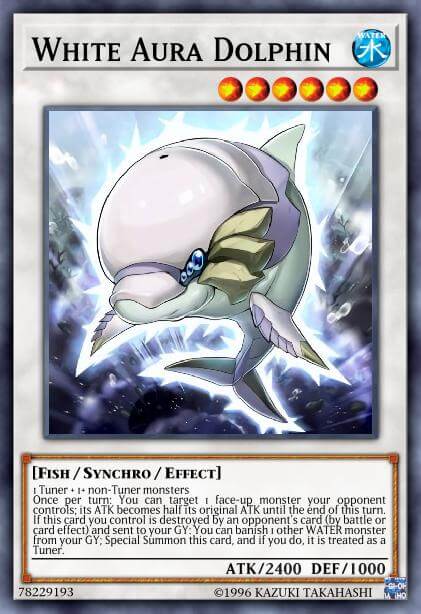 WHITE AURA DOLPHIN
WATER
水
[FISH / SYNCHRO / EFFECT]
1 Tuner + 1+ non-Tuner monsters
Once per turn: You can target 1 face-up monster your opponent
controls; its ATK becomes half its original ATK until the end of this turn.
If this card you control is destroyed by an opponent's card (by battle or
card effect) and sent to your GY: You can banish 1 other WATER monster
from your GY; Special Summon this card, and if you do, it is treated as a
Tuner.
ATK/2400 DEF/1000
78229193
©1996 KAZUKI TAKAHASHI